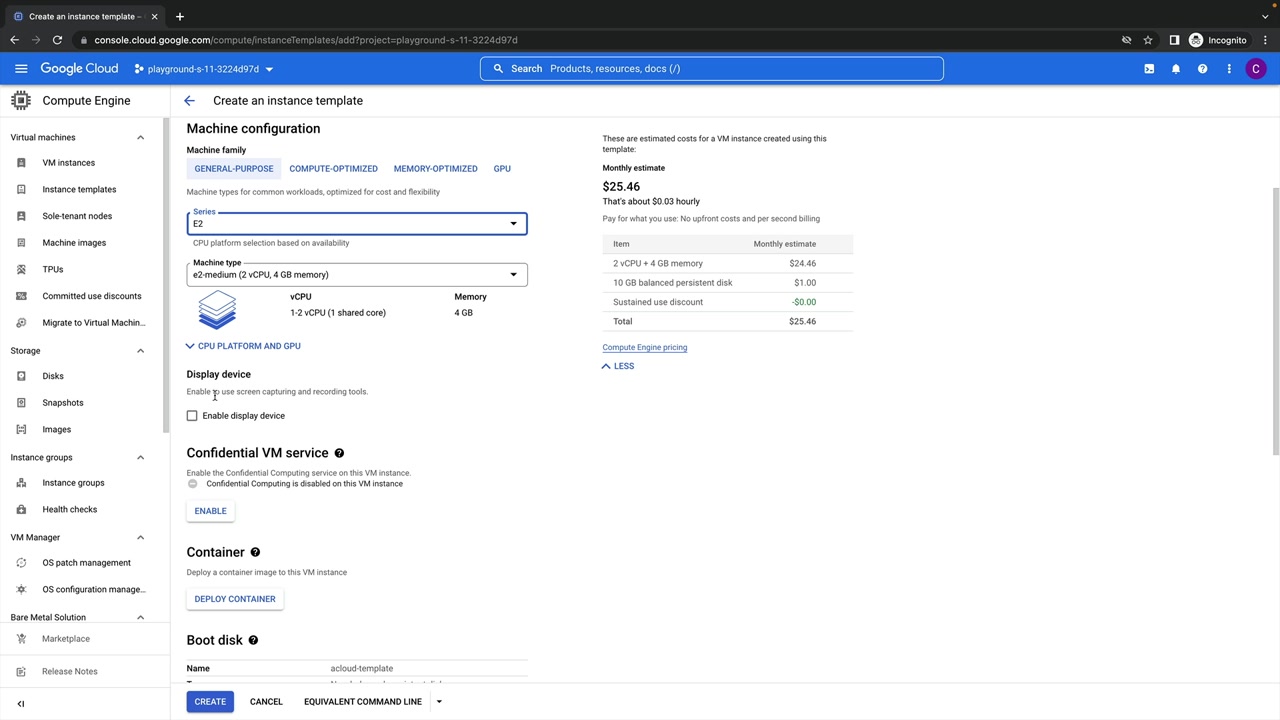 Create an instance template –
console.cloud.google.com/compute/instanceTemplates/add?project=playground-s-11-3224d97d
Incognito
Google Cloud
playground-s-11-3224d97d
Search Products, resources, docs (/)
C
Compute Engine
Create an instance template
Virtual machines
VM instances
Instance templates
Sole-tenant nodes
Machine images
TPUs
Committed use discounts
Migrate to Virtual Machin...
Storage
Disks
Snapshots
Images
Instance groups
Instance groups
Health checks
VM Manager
OS patch management
OS configuration manage...
Bare Metal Solution
Marketplace
Release Notes
Machine configuration
Machine family
GENERAL-PURPOSE COMPUTE-OPTIMIZED MEMORY-OPTIMIZED GPU
Machine types for common workloads, optimized for cost and flexibility
Series
E2
CPU platform selection based on availability
Machine type
e2-medium (2 vCPU, 4 GB memory)
vCPU Memory
1-2 vCPU (1 shared core) 4 GB
CPU PLATFORM AND GPU
Display device
Enable to use screen capturing and recording tools.
Enable display device
Confidential VM service
Enable the Confidential Computing service on this VM instance.
Confidential Computing is disabled on this VM instance
ENABLE
Container
Deploy a container image to this VM instance
DEPLOY CONTAINER
Boot disk
Name acloud-template
These are estimated costs for a VM instance created using this
template:
Monthly estimate
$25.46
That's about $0.03 hourly
Pay for what you use: No upfront costs and per second billing
Item Monthly estimate
2 vCPU + 4 GB memory $24.46
10 GB balanced persistent disk $1.00
Sustained use discount -$0.00
Total $25.46
Compute Engine pricing
LESS
CREATE CANCEL EQUIVALENT COMMAND LINE